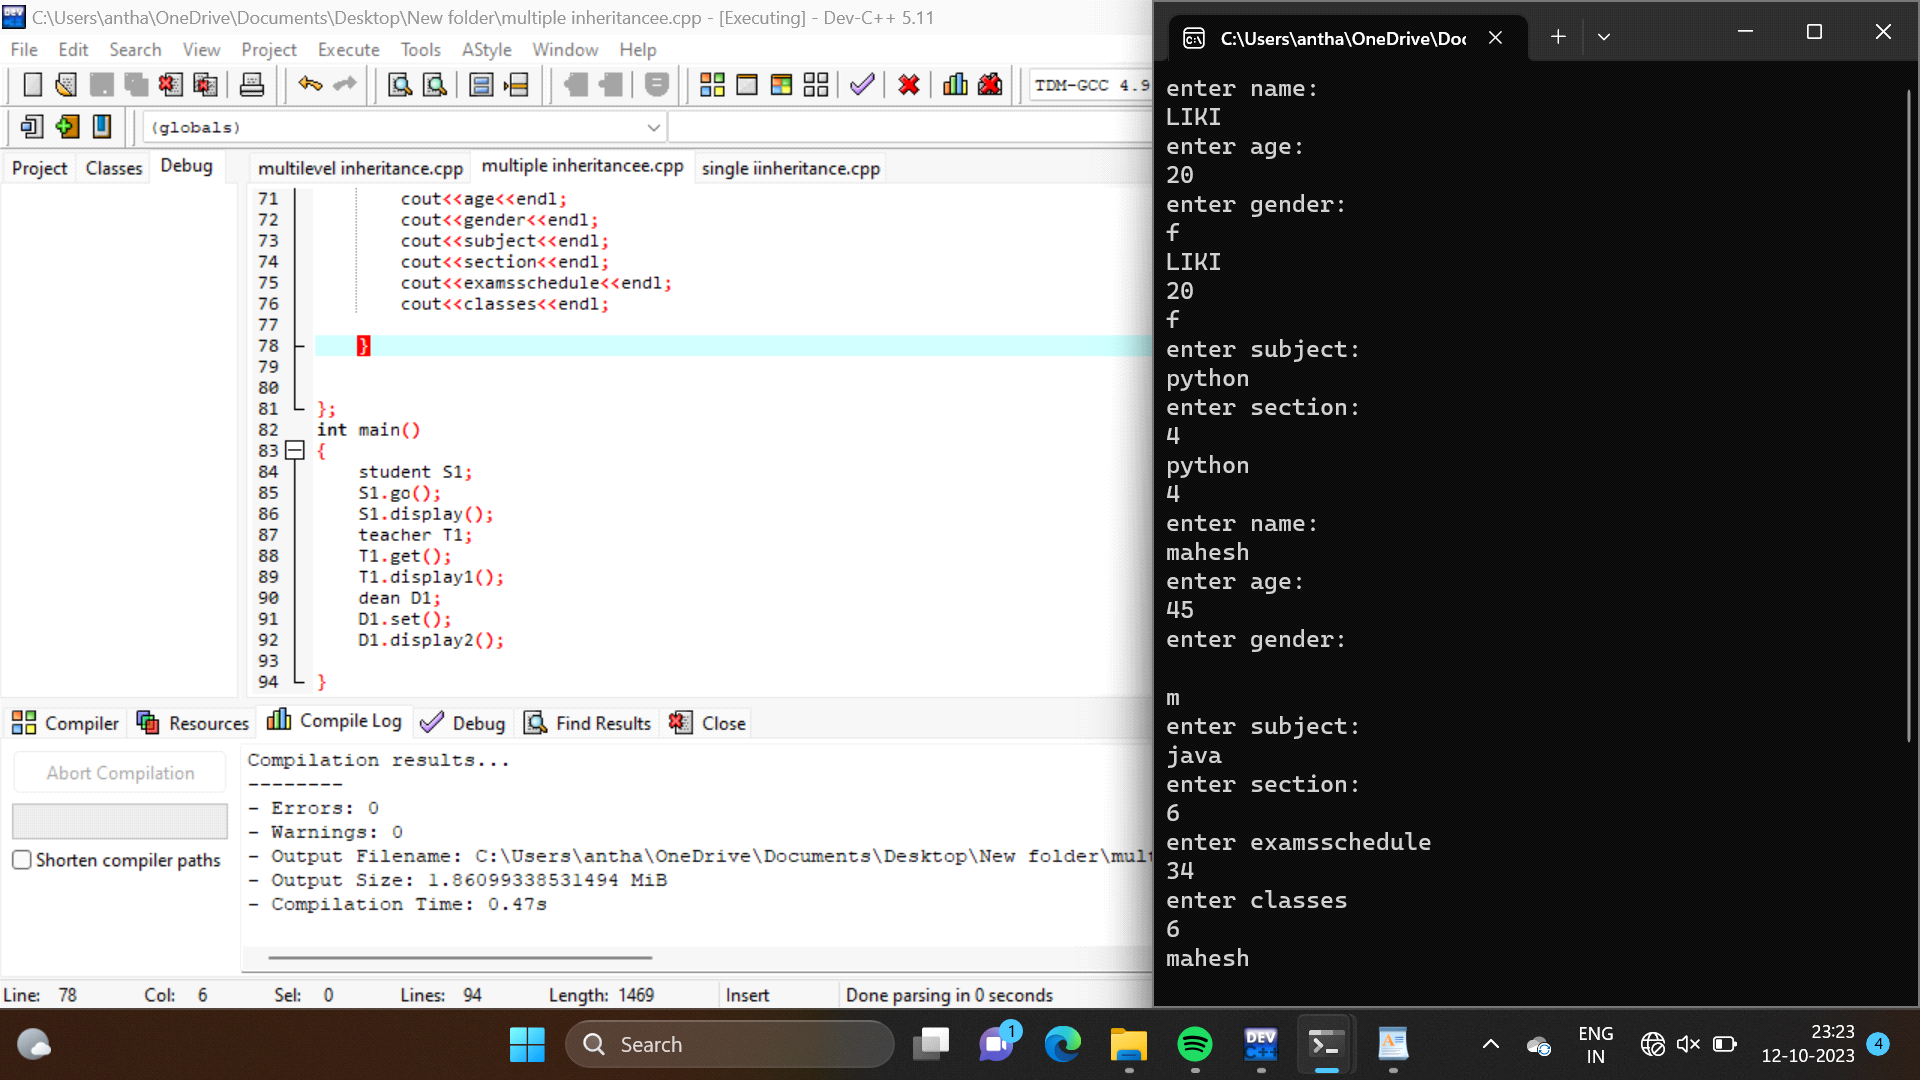 C:\Users\antha\OneDrive\Documents\Desktop\New folder\multiple inheritancee.cpp - [Executing] - Dev-C++ 5.11
File Edit Search View Project Execute Tools AStyle Window Help
TDM-GCC 4.9
(globals)
Project Classes Debug
multilevel inheritance.cpp multiple inheritancee.cpp single iinheritance.cpp
71 cout<<age<<endl;
72 cout<<gender<<endl;
73 cout<<subject<<endl;
74 cout<<section<<endl;
75 cout<<examsschedule<<endl;
76 cout<<classes<<endl;
77
78 }
79
80
81 };
82 int main()
83 {
84 student S1;
85 S1.go();
86 S1.display();
87 teacher T1;
88 T1.get();
89 T1.display1();
90 dean D1;
91 D1.set();
92 D1.display2();
93
94 }
Compiler Resources Compile Log Debug Find Results Close
Abort Compilation
Shorten compiler paths
Compilation results...
--------
- Errors: 0
- Warnings: 0
- Output Filename: C:\Users\antha\OneDrive\Documents\Desktop\New folder\mult
- Output Size: 1.86099338531494 MiB
- Compilation Time: 0.47s
Line: 78 Col: 6 Sel: 0 Lines: 94 Length: 1469 Insert Done parsing in 0 seconds
C:\Users\antha\OneDrive\Doc
enter name:
LIKI
enter age:
20
enter gender:
f
LIKI
20
f
enter subject:
python
enter section:
4
python
4
enter name:
mahesh
enter age:
45
enter gender:

m
enter subject:
java
enter section:
6
enter examsschedule
34
enter classes
6
mahesh
Search
1
DEV
C++
ENG
IN
23:23
12-10-2023
4